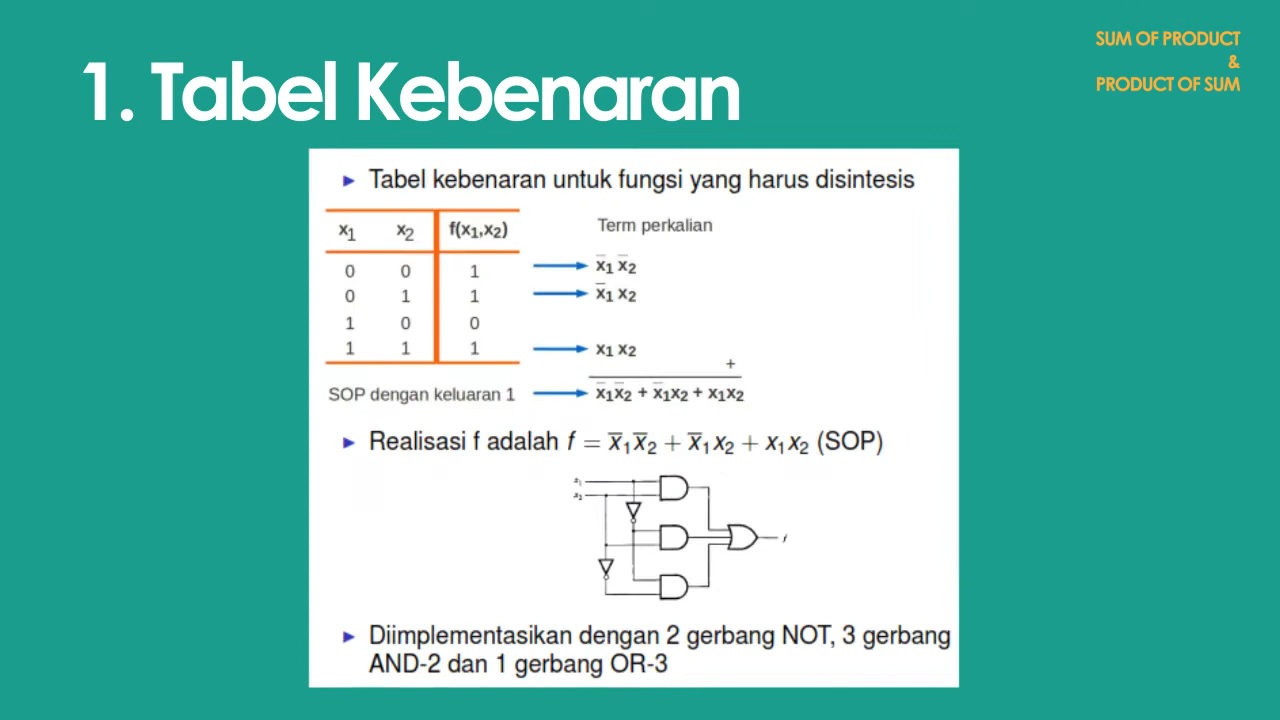 SUM OF PRODUCT
&
PRODUCT OF SUM
1. Tabel Kebenaran
► Tabel kebenaran untuk fungsi yang harus disintesis
x₁ x₂ f(x₁,x₂) Term perkalian
0 0 1 x̅₁ x̅₂
0 1 1 x̅₁ x₂
1 0 0
1 1 1 x₁ x₂
+
SOP dengan keluaran 1 x̅₁x̅₂ + x̅₁x₂ + x₁x₂
► Realisasi f adalah f = x̅₁x̅₂ + x̅₁x₂ + x₁x₂ (SOP)
x₁
x₂
f
► Diimplementasikan dengan 2 gerbang NOT, 3 gerbang
AND-2 dan 1 gerbang OR-3